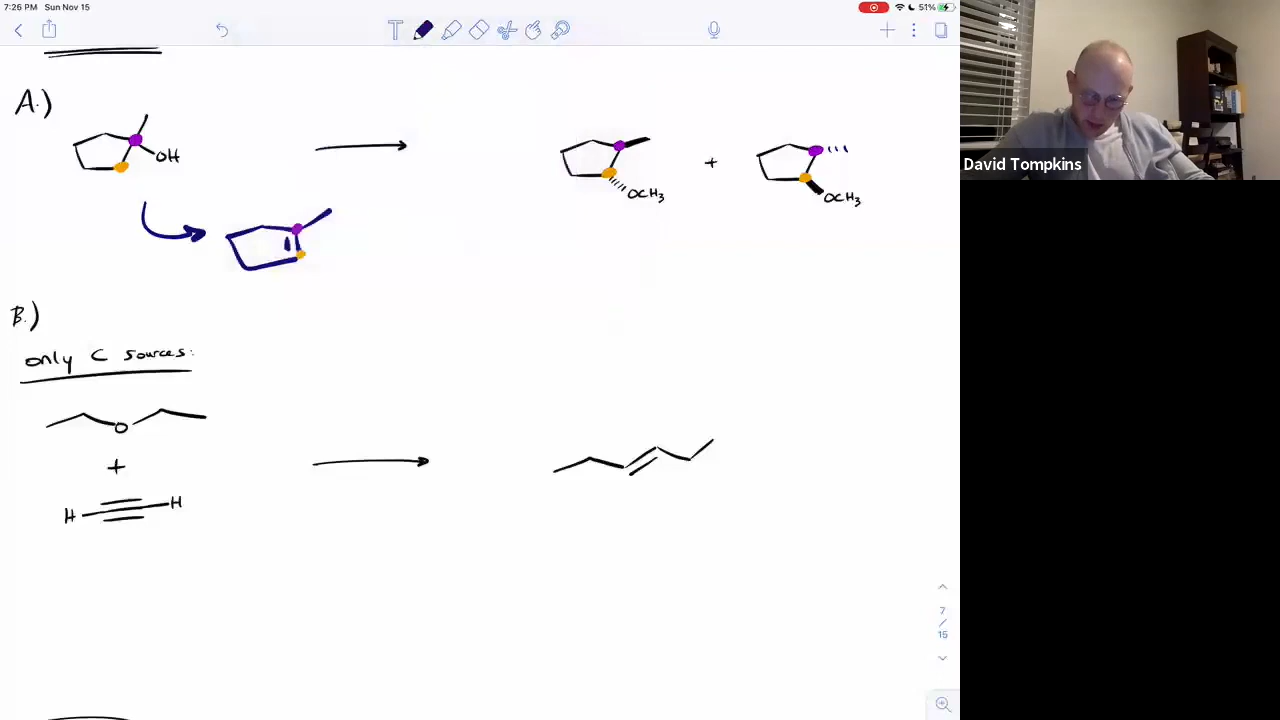 7:26 PM Sun Nov 15
51%
T
A.)
OH
OCH₃
+
OCH₃
B.)
only C sources:
O
+
H
H
7
/
15
David Tompkins